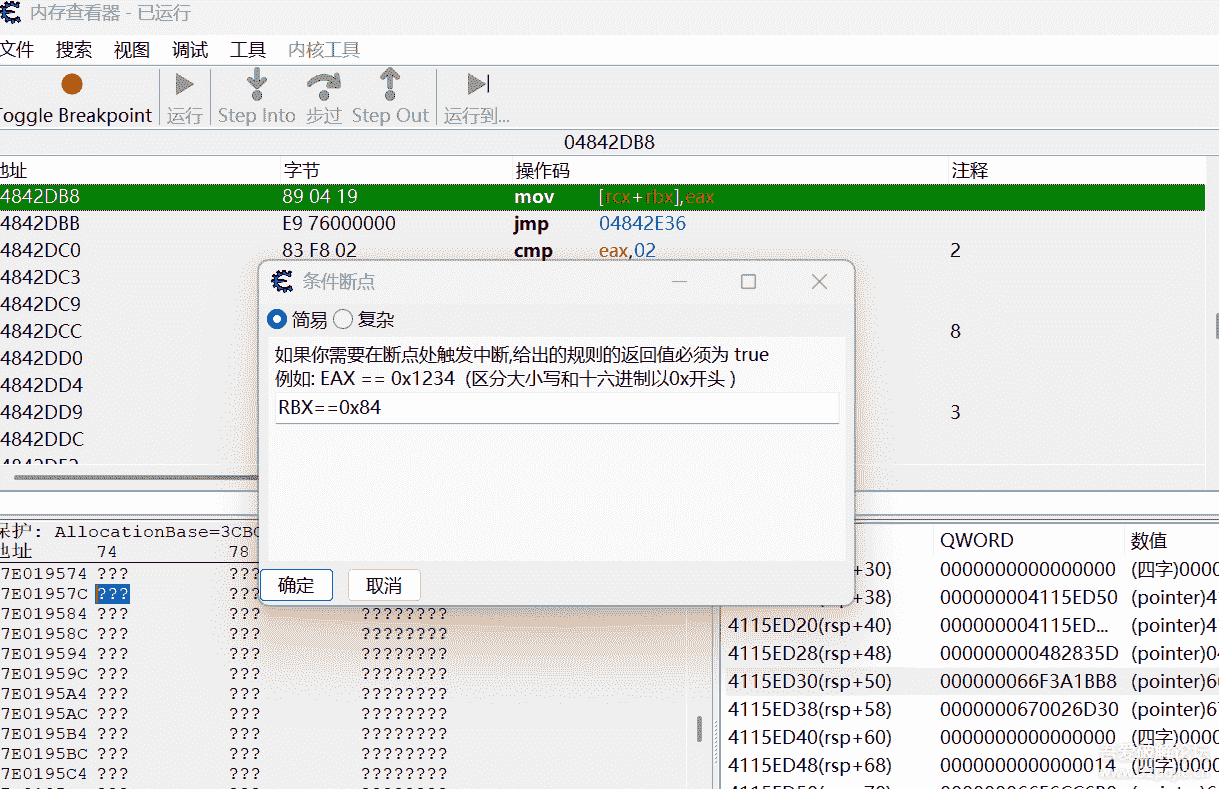 内存查看器 - 已运行
文件 搜索 视图 调试 工具 内核工具
oggle Breakpoint 运行 Step Into 步过 Step Out 运行到...
04842DB8
地址 字节 操作码 注释
4842DB8 89 04 19 mov [rcx+rbx],eax
4842DBB E9 76000000 jmp 04842E36
4842DC0 83 F8 02 cmp eax,02 2
4842DC3
4842DC9
4842DCC 8
4842DD0
4842DD4
4842DD9 3
4842DDC
条件断点
简易 复杂
如果你需要在断点处触发中断,给出的规则的返回值必须为 true
例如: EAX == 0x1234 (区分大小写和十六进制以0x开头 )
RBX==0x84
确定 取消
保护: AllocationBase=3CB
地址 74 78
7E019574 ??? ???
7E01957C ??? ???
7E019584 ??? ??? ????????
7E01958C ??? ??? ????????
7E019594 ??? ??? ????????
7E01959C ??? ??? ????????
7E0195A4 ??? ??? ????????
7E0195AC ??? ??? ????????
7E0195B4 ??? ??? ????????
7E0195BC ??? ??? ????????
7E0195C4 ??? ??? ????????
QWORD 数值
+30) 0000000000000000 (四字)0000
+38) 000000004115ED50 (pointer)4
4115ED20(rsp+40) 000000004115ED... (pointer)4
4115ED28(rsp+48) 000000000482835D (pointer)04
4115ED30(rsp+50) 000000066F3A1BB8 (pointer)6
4115ED38(rsp+58) 0000000670026D30 (pointer)6
4115ED40(rsp+60) 0000000000000000 (四字)0000
4115ED48(rsp+68) 0000000000000014 (四字)0000